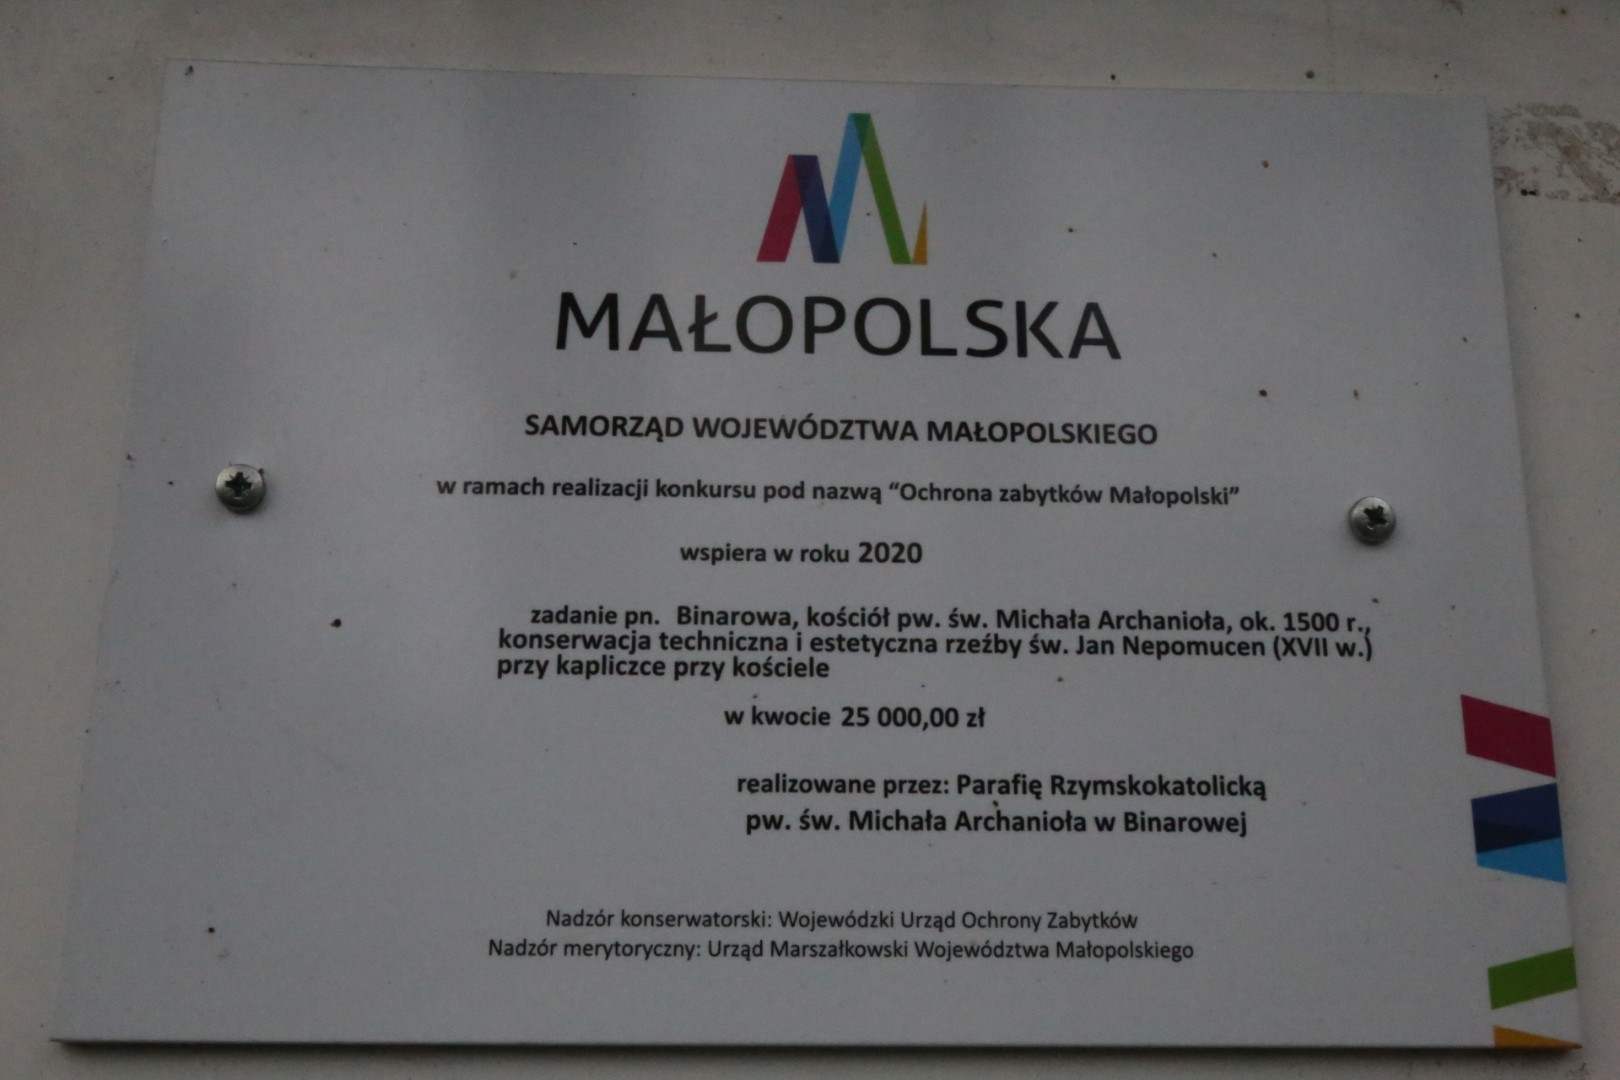 MAŁOPOLSKA
SAMORZĄD WOJEWÓDZTWA MAŁOPOLSKIEGO
w ramach realizacji konkursu pod nazwą “Ochrona zabytków Małopolski”
wspiera w roku 2020
zadanie pn. Binarowa, kościół pw. św. Michała Archanioła, ok. 1500 r.,
konserwacja techniczna i estetyczna rzeźby św. Jan Nepomucen (XVII w.)
przy kapliczce przy kościele
w kwocie 25 000,00 zł
realizowane przez: Parafię Rzymskokatolicką
pw. św. Michała Archanioła w Binarowej
Nadzór konserwatorski: Wojewódzki Urząd Ochrony Zabytków
Nadzór merytoryczny: Urząd Marszałkowski Województwa Małopolskiego